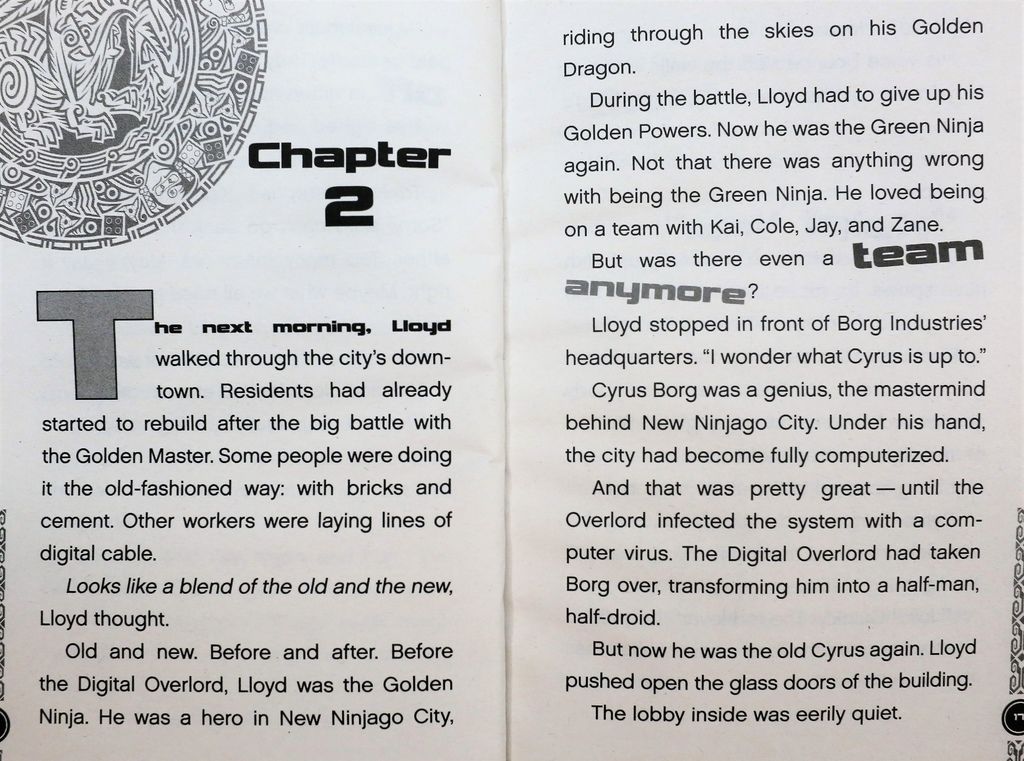 Chapter
2
The next morning, Lloyd
walked through the city's down-
town. Residents had already
started to rebuild after the big battle with
the Golden Master. Some people were doing
it the old-fashioned way: with bricks and
cement. Other workers were laying lines of
digital cable.
Looks like a blend of the old and the new,
Lloyd thought.
Old and new. Before and after. Before
the Digital Overlord, Lloyd was the Golden
Ninja. He was a hero in New Ninjago City,
riding through the skies on his Golden
Dragon.
During the battle, Lloyd had to give up his
Golden Powers. Now he was the Green Ninja
again. Not that there was anything wrong
with being the Green Ninja. He loved being
on a team with Kai, Cole, Jay, and Zane.
But was there even a team
anymore?
Lloyd stopped in front of Borg Industries'
headquarters. "I wonder what Cyrus is up to."
Cyrus Borg was a genius, the mastermind
behind New Ninjago City. Under his hand,
the city had become fully computerized.
And that was pretty great — until the
Overlord infected the system with a com-
puter virus. The Digital Overlord had taken
Borg over, transforming him into a half-man,
half-droid.
But now he was the old Cyrus again. Lloyd
pushed open the glass doors of the building.
The lobby inside was eerily quiet.